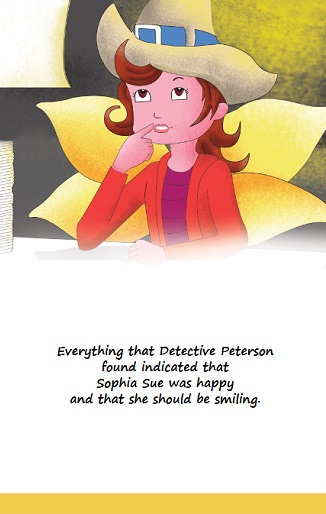 Everything that Detective Peterson
found indicated that
Sophia Sue was happy
and that she should be smiling.